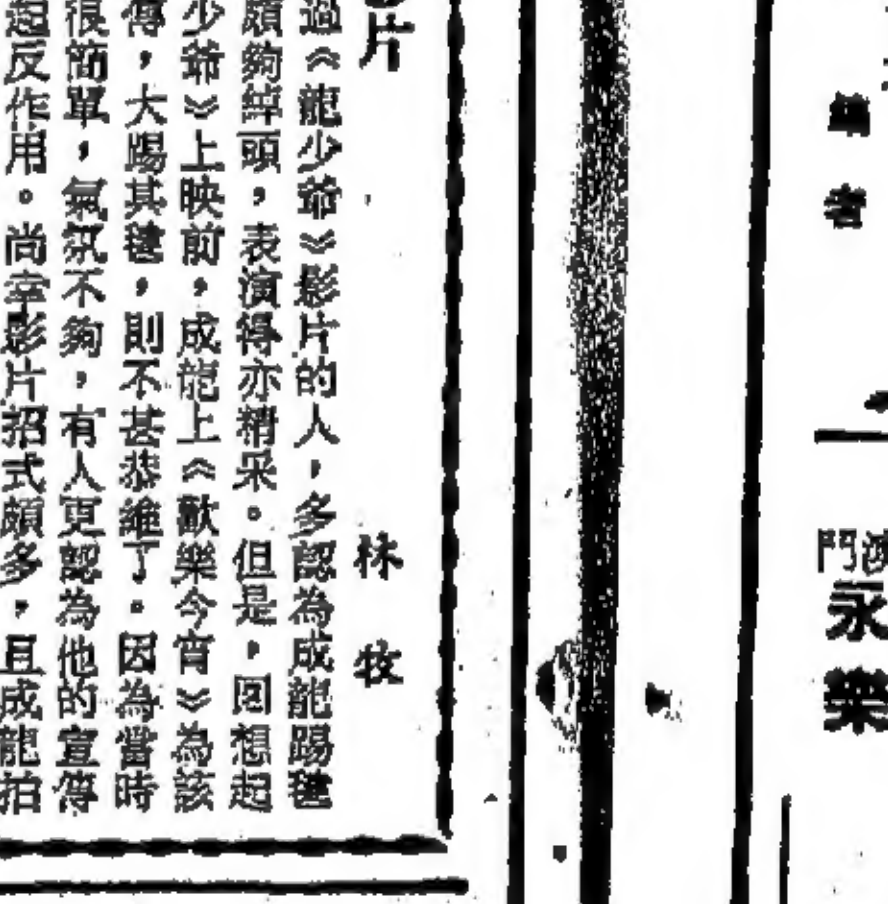 編者
澳門
永樂
片
林牧
過《龍少爺》影片的人，多認為成龍踢毽
頗夠綽頭，表演得亦精采。但是，回想起
少爺》上映前，成龍上《歡樂今宵》為該
傳，大踢其毽，則不甚恭維了。因為當時
很簡單，氣氛不夠，有人更認為他的宣傳
起反作用。尚幸影片招式頗多，且成龍拍